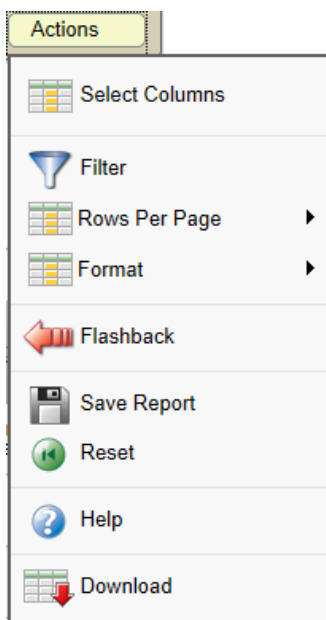 Actions
Select Columns
Filter
Rows Per Page
Format
Flashback
Save Report
Reset
Help
Download